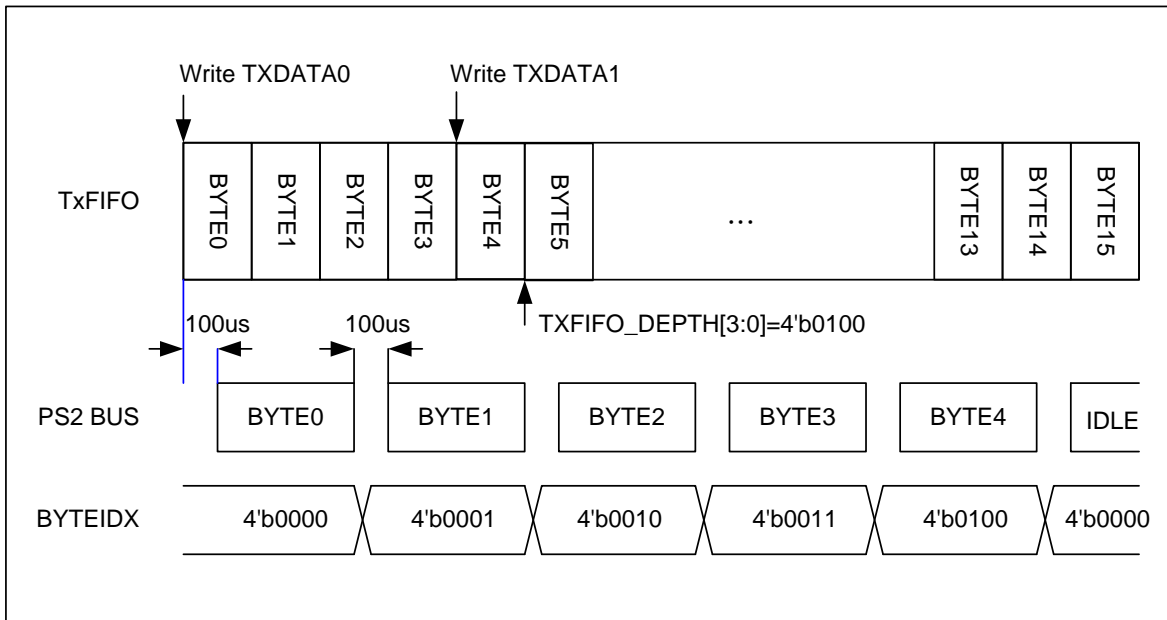 Write TXDATA0 Write TXDATA1
TxFIFO BYTE0 BYTE1 BYTE2 BYTE3 BYTE4 BYTE5 ... BYTE13 BYTE14 BYTE15
100us 100us TXFIFO_DEPTH[3:0]=4'b0100
PS2 BUS BYTE0 BYTE1 BYTE2 BYTE3 BYTE4 IDLE
BYTEIDX 4'b0000 4'b0001 4'b0010 4'b0011 4'b0100 4'b0000